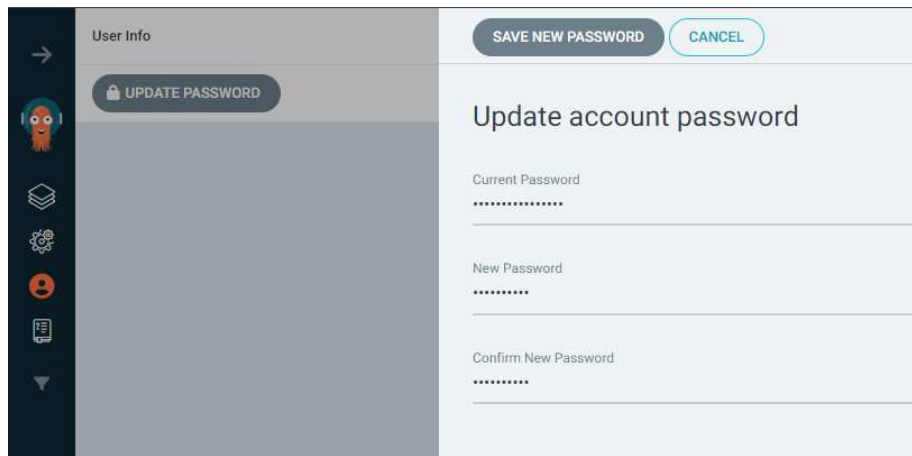 User Info
UPDATE PASSWORD
SAVE NEW PASSWORD
CANCEL
Update account password
Current Password
••••••••••••••••
New Password
••••••••••
Confirm New Password
••••••••••